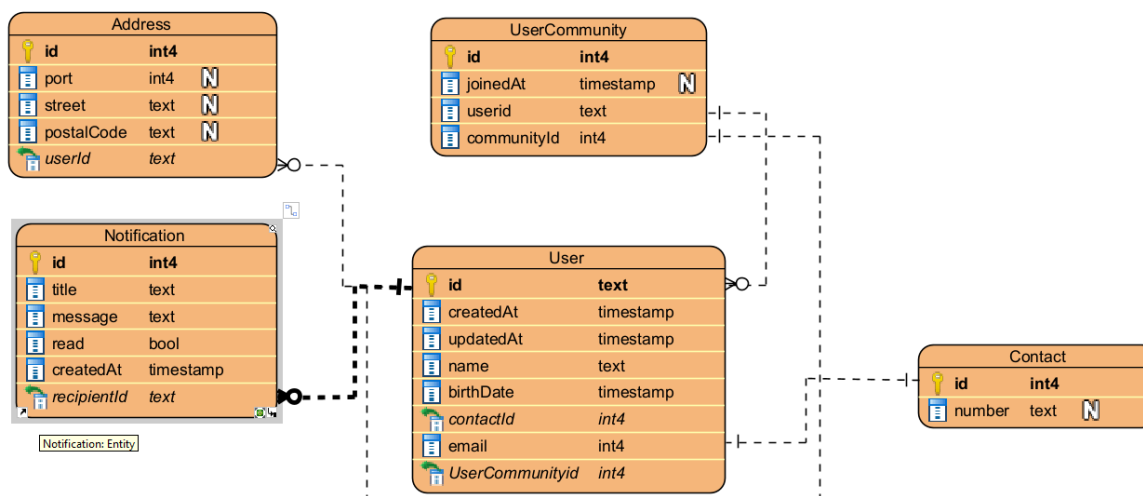 Address
id int4
port int4 N
street text N
postalCode text N
userId text
UserCommunity
id int4
joinedAt timestamp N
userid text
communityId int4
Notification
id int4
title text
message text
read bool
createdAt timestamp
recipientId text
Notification: Entity
User
id text
createdAt timestamp
updatedAt timestamp
name text
birthDate timestamp
contactId int4
email int4
UserCommunityid int4
Contact
id int4
number text N